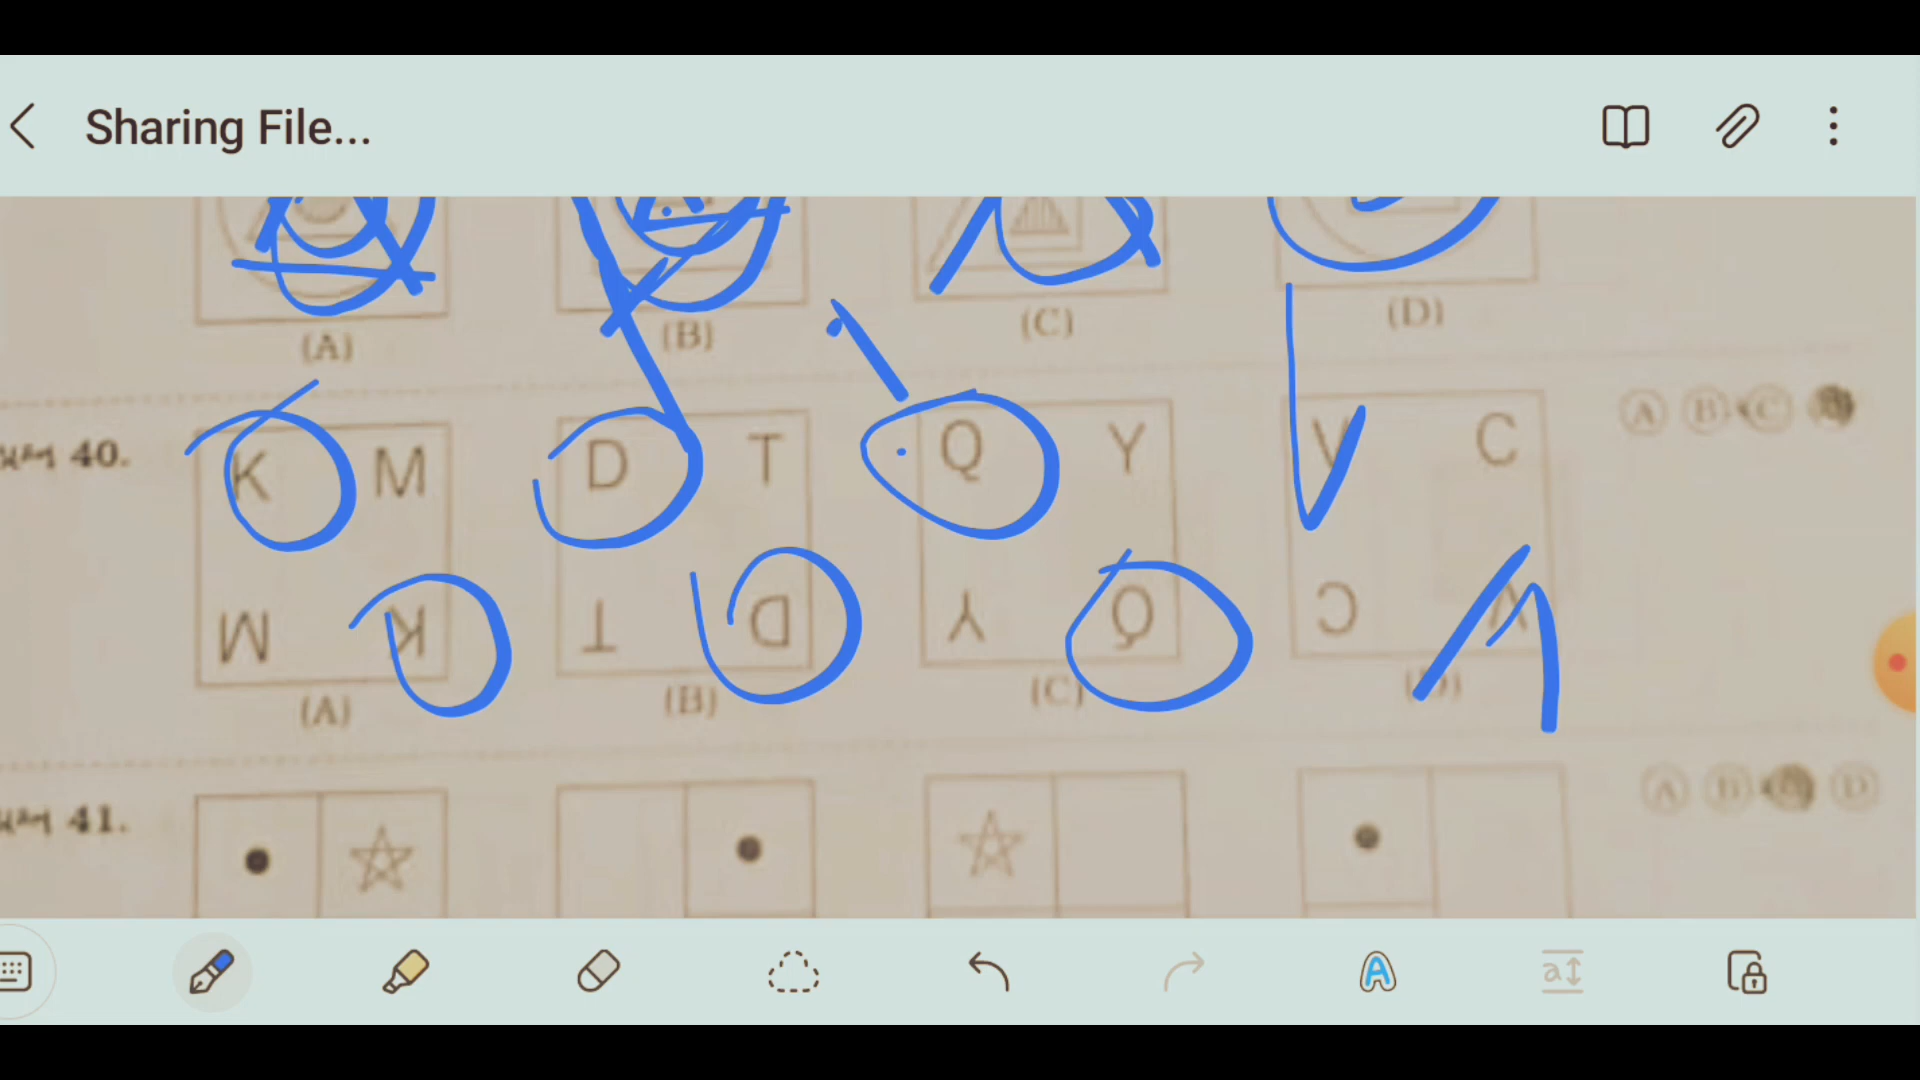 Sharing File...
(A) (B) (C) (D)
40. K M D T Q Y V C A B C
M K T D Y Q C V
(A) (B) (C) (D)
41. A B D
A
a